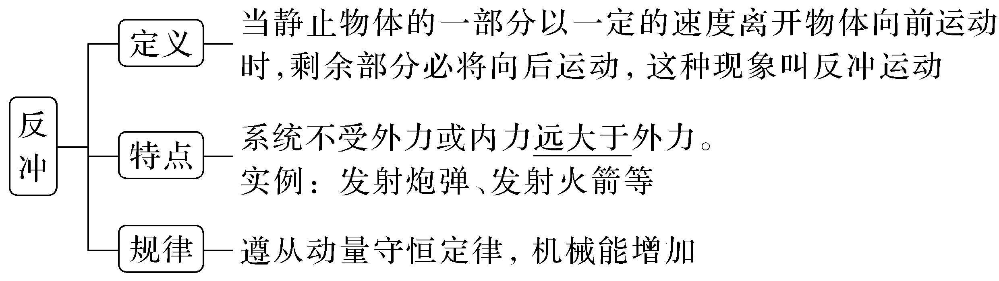 反冲
定义
当静止物体的一部分以一定的速度离开物体向前运动
时,剩余部分必将向后运动,这种现象叫反冲运动
特点
系统不受外力或内力远大于外力。
实例：发射炮弹、发射火箭等
规律
遵从动量守恒定律,机械能增加